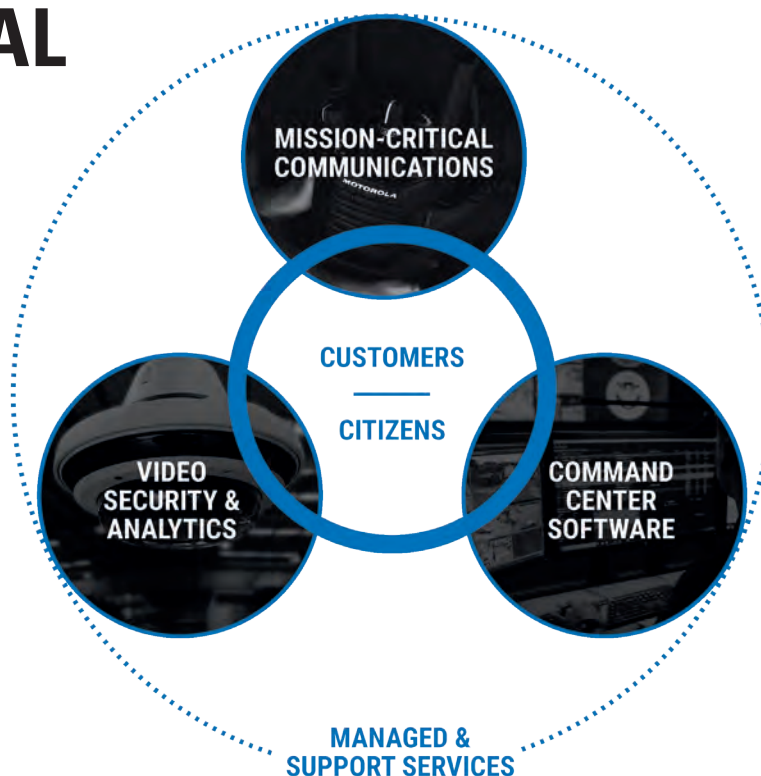 AL
MISSION-CRITICAL
COMMUNICATIONS
MOTOROLA
CUSTOMERS
CITIZENS
VIDEO
SECURITY &
ANALYTICS
COMMAND
CENTER
SOFTWARE
MANAGED &
SUPPORT SERVICES